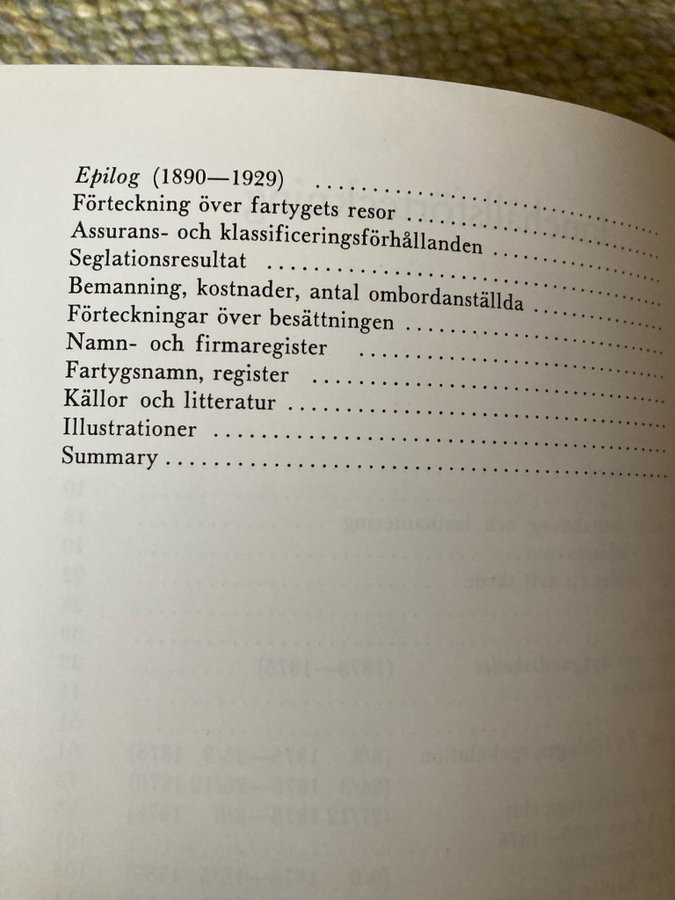 Epilog (1890—1929) ........................
Förteckning över fartygets resor ........................
Assurans- och klassificeringsförhållanden ..................
Seglationsresultat ........................
Bemanning, kostnader, antal ombordanställda .............
Förteckningar över besättningen ........................
Namn- och firmaregister ........................
Fartygsnamn, register ........................
Källor och litteratur ........................
Illustrationer ........................
Summary ........................